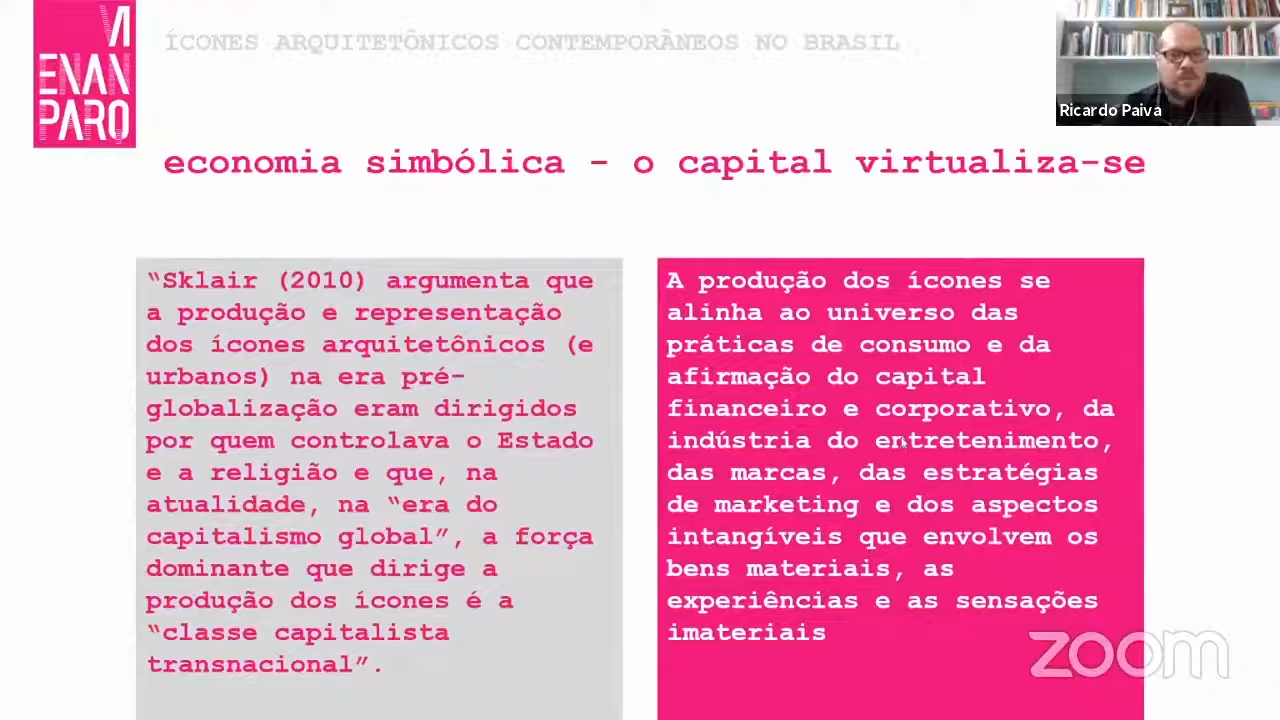 VI
ENAN
PARQ
ÍCONES ARQUITETÔNICOS CONTEMPORÂNEOS NO BRASIL
Ricardo Paiva
economia simbólica - o capital virtualiza-se
“Sklair (2010) argumenta que
a produção e representação
dos ícones arquitetônicos (e
urbanos) na era pré-
globalização eram dirigidos
por quem controlava o Estado
e a religião e que, na
atualidade, na “era do
capitalismo global”, a força
dominante que dirige a
produção dos ícones é a
“classe capitalista
transnacional”.
A produção dos ícones se
alinha ao universo das
práticas de consumo e da
afirmação do capital
financeiro e corporativo, da
indústria do entretenimento,
das marcas, das estratégias
de marketing e dos aspectos
intangíveis que envolvem os
bens materiais, as
experiências e as sensações
imateriais
zoom